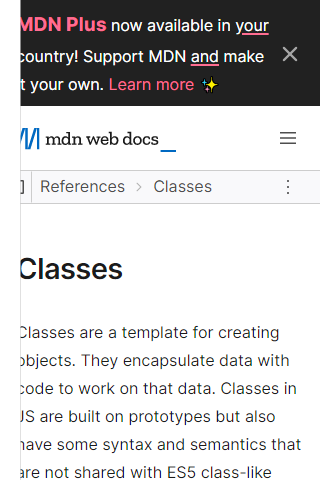 MDN Plus now available in your
country! Support MDN and make
it your own. Learn more ✨
mdn web docs_
References > Classes
Classes
Classes are a template for creating
objects. They encapsulate data with
code to work on that data. Classes in
JS are built on prototypes but also
have some syntax and semantics that
are not shared with ES5 class-like